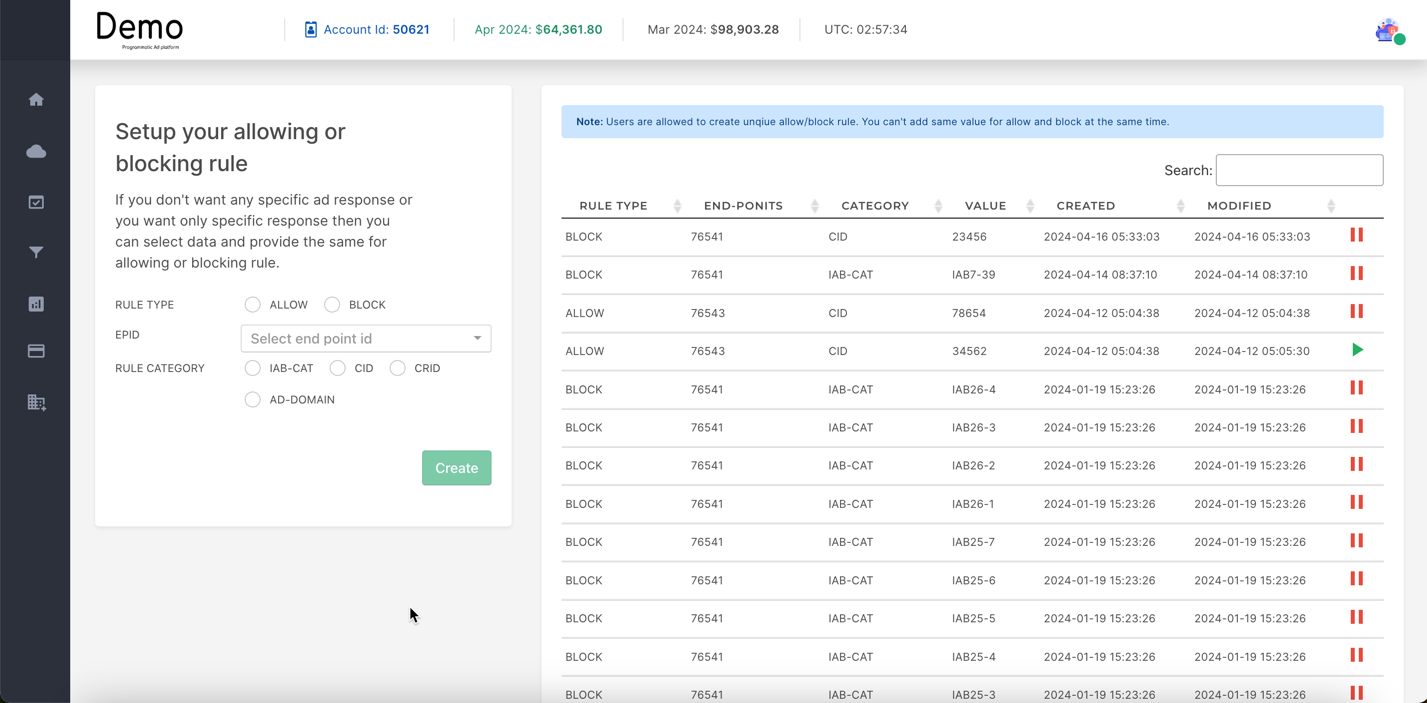 Demo
Programmatic Ad platform
Account Id: 50621
Apr 2024: $64,361.80
Mar 2024: $98,903.28
UTC: 02:57:34
Setup your allowing or
blocking rule
If you don't want any specific ad response or
you want only specific response then you
can select data and provide the same for
allowing or blocking rule.
RULE TYPE ALLOW BLOCK
EPID Select end point id
RULE CATEGORY IAB-CAT CID CRID
AD-DOMAIN
Create
Note: Users are allowed to create unqiue allow/block rule. You can't add same value for allow and block at the same time.
Search:
RULE TYPE END-PONITS CATEGORY VALUE CREATED MODIFIED
BLOCK 76541 CID 23456 2024-04-16 05:33:03 2024-04-16 05:33:03
BLOCK 76541 IAB-CAT IAB7-39 2024-04-14 08:37:10 2024-04-14 08:37:10
ALLOW 76543 CID 78654 2024-04-12 05:04:38 2024-04-12 05:04:38
ALLOW 76543 CID 34562 2024-04-12 05:04:38 2024-04-12 05:05:30
BLOCK 76541 IAB-CAT IAB26-4 2024-01-19 15:23:26 2024-01-19 15:23:26
BLOCK 76541 IAB-CAT IAB26-3 2024-01-19 15:23:26 2024-01-19 15:23:26
BLOCK 76541 IAB-CAT IAB26-2 2024-01-19 15:23:26 2024-01-19 15:23:26
BLOCK 76541 IAB-CAT IAB26-1 2024-01-19 15:23:26 2024-01-19 15:23:26
BLOCK 76541 IAB-CAT IAB25-7 2024-01-19 15:23:26 2024-01-19 15:23:26
BLOCK 76541 IAB-CAT IAB25-6 2024-01-19 15:23:26 2024-01-19 15:23:26
BLOCK 76541 IAB-CAT IAB25-5 2024-01-19 15:23:26 2024-01-19 15:23:26
BLOCK 76541 IAB-CAT IAB25-4 2024-01-19 15:23:26 2024-01-19 15:23:26
BLOCK 76541 IAB-CAT IAB25-3 2024-01-19 15:23:26 2024-01-19 15:23:26